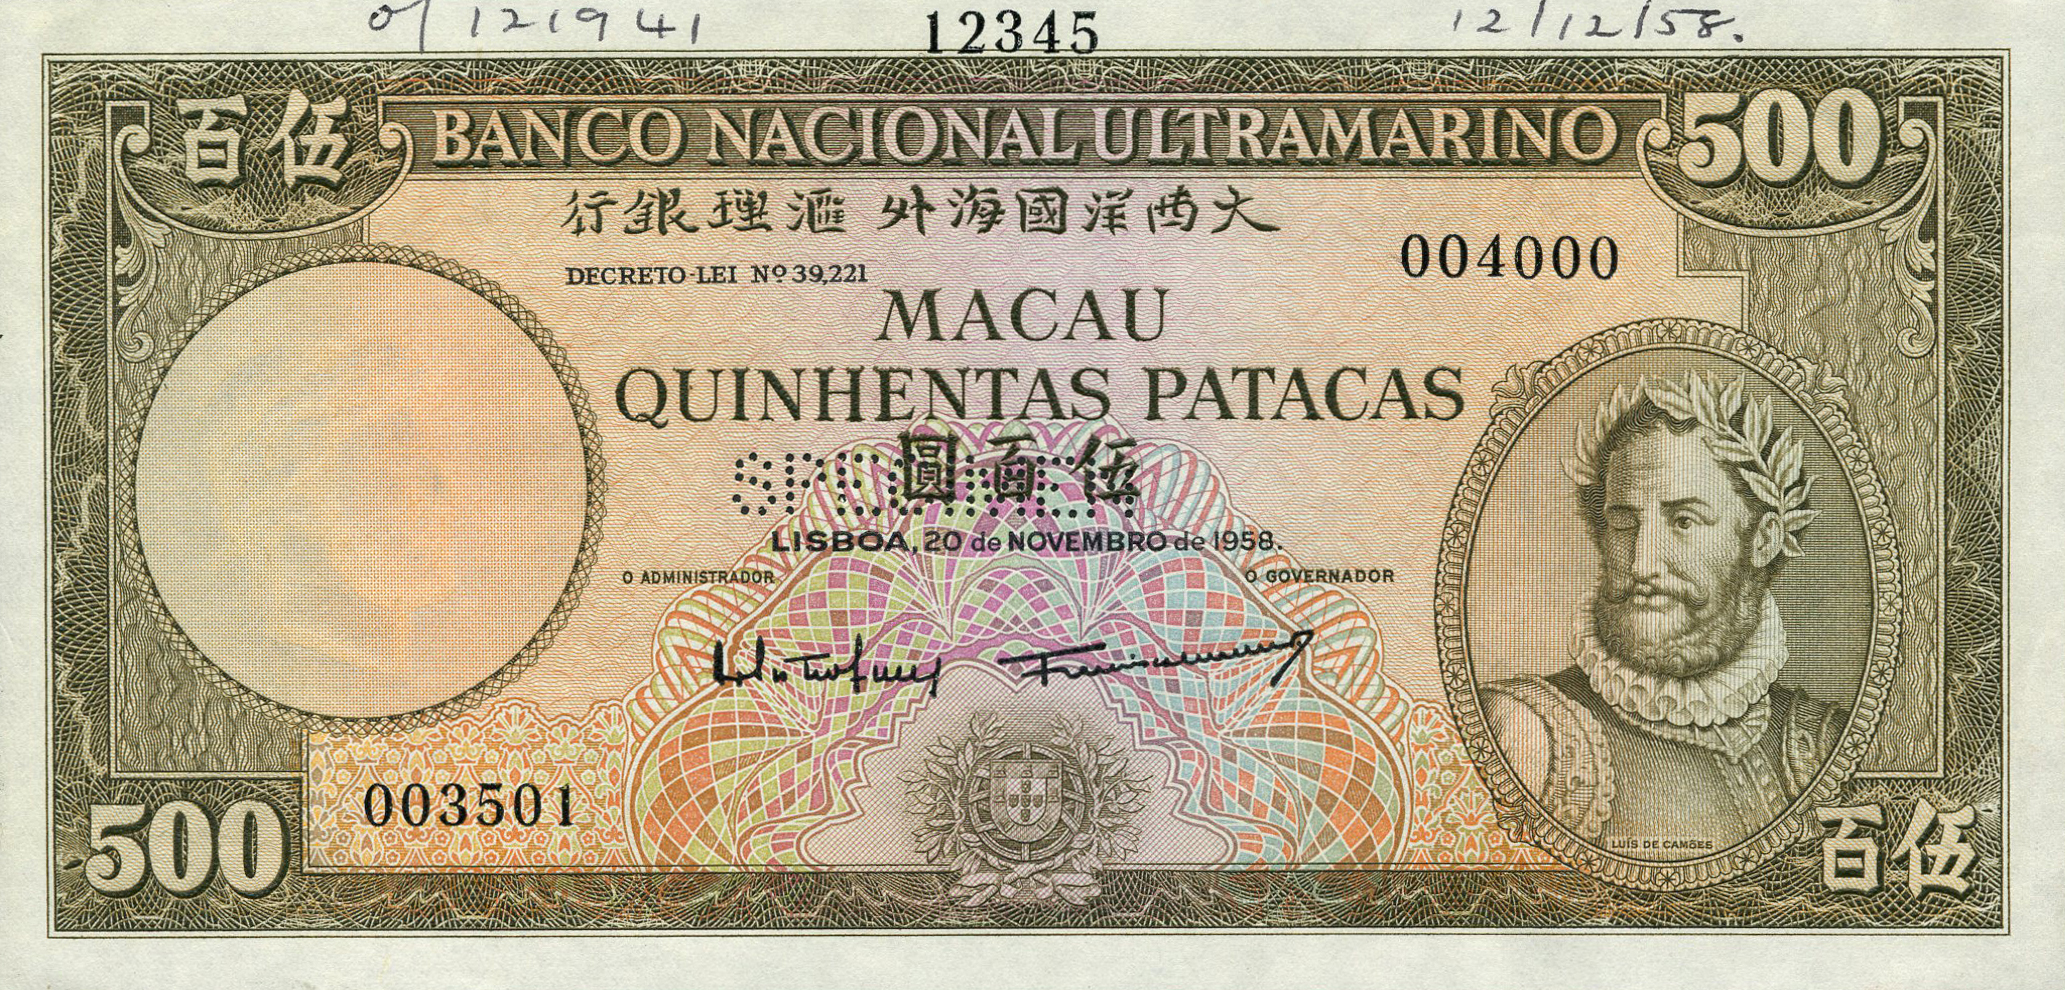 of 121941 12345 12/12/58.
百伍 BANCO NACIONAL ULTRAMARINO 500
行銀理滙外海國洋西大
DECRETO-LEI Nº 39,221 004000
MACAU
QUINHENTAS PATACAS
圓百伍
SPECIMEN
LISBOA, 20 de NOVEMBRO de 1958.
O ADMINISTRADOR O GOVERNADOR
003501
500 LUÍS DE CAMÕES 百伍